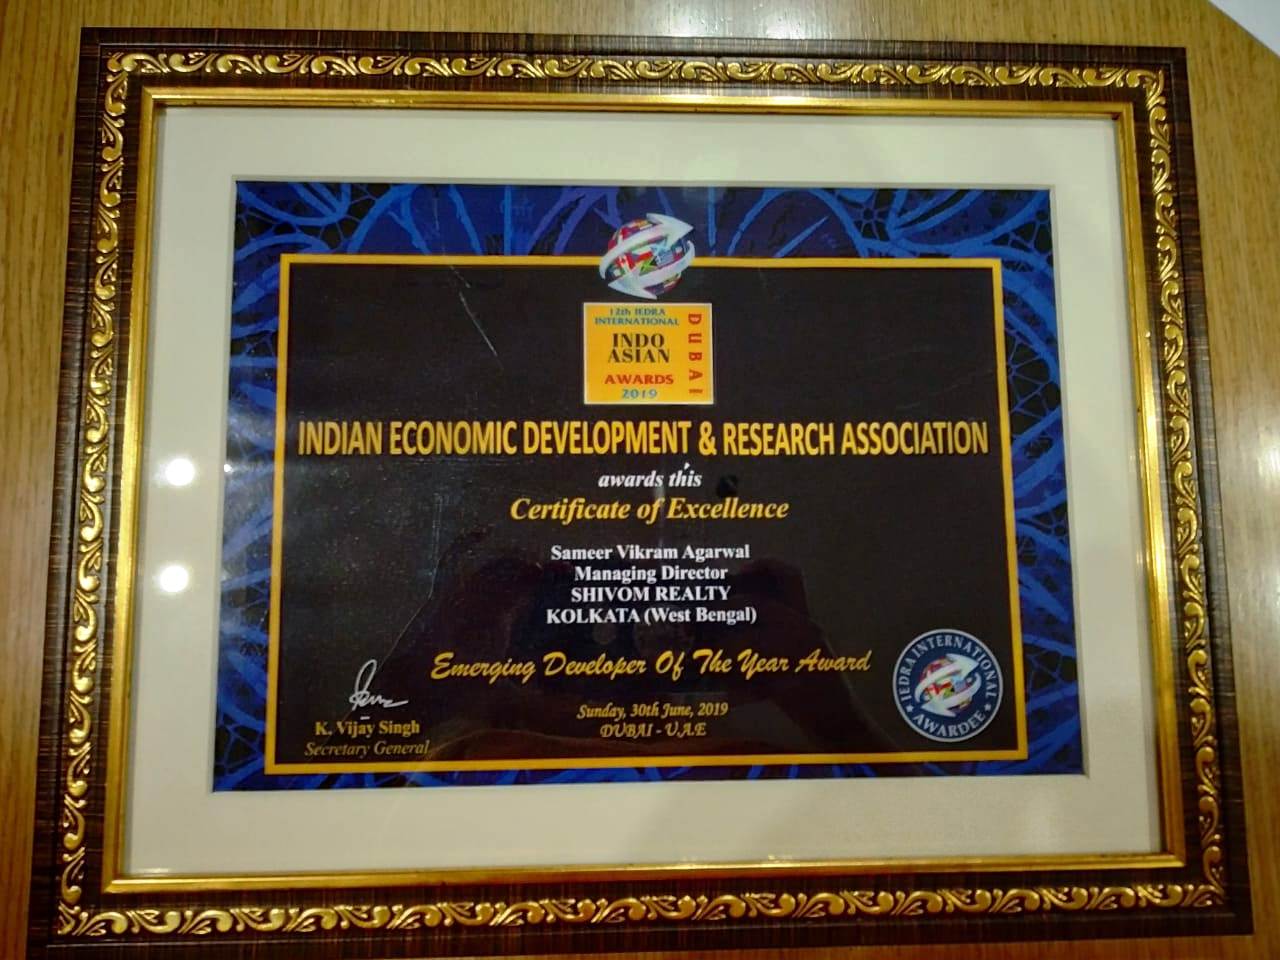 12th IEDRA
INTERNATIONAL
INDO
ASIAN
AWARDS
2019
DUBAI
INDIAN ECONOMIC DEVELOPMENT & RESEARCH ASSOCIATION
awards this
Certificate of Excellence
Sameer Vikram Agarwal
Managing Director
SHIVOM REALTY
KOLKATA (West Bengal)
Emerging Developer Of The Year Award
Sunday, 30th June, 2019
DUBAI - U.A.E
K. Vijay Singh
Secretary General
IEDRA INTERNATIONAL
AWARDEE